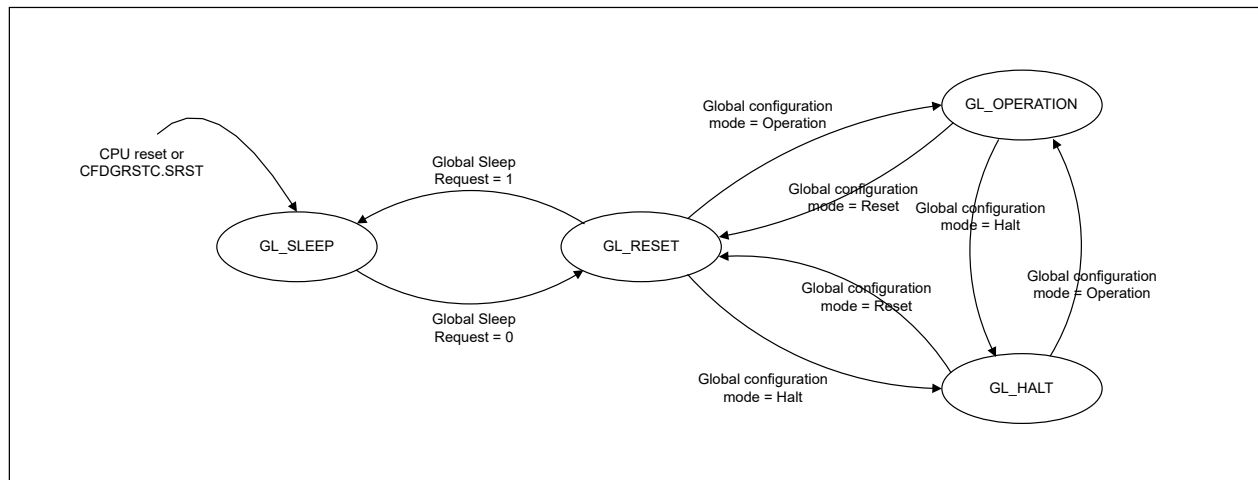 CPU reset or
CFDGRSTC.SRST
GL_SLEEP
Global Sleep
Request = 1
Global Sleep
Request = 0
GL_RESET
Global configuration
mode = Operation
Global configuration
mode = Reset
Global configuration
mode = Halt
GL_OPERATION
Global configuration
mode = Operation
Global configuration
mode = Reset
Global configuration
mode = Halt
GL_HALT